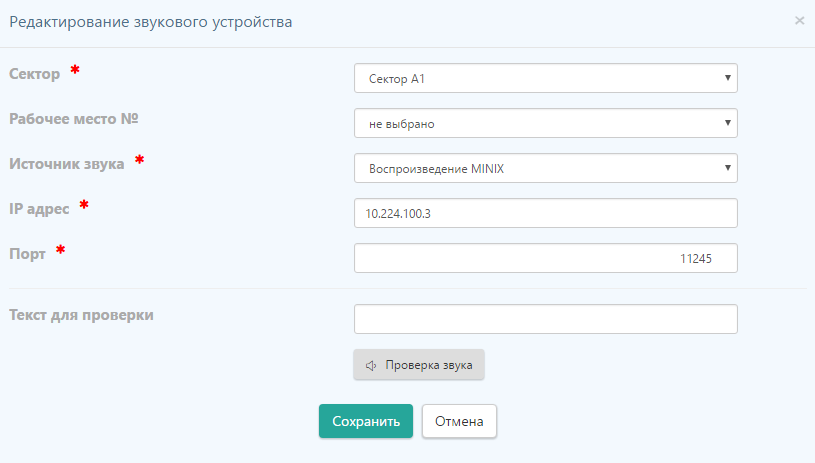 Редактирование звукового устройства ×
Сектор * Сектор А1
Рабочее место № не выбрано
Источник звука * Воспроизведение MINIX
IP адрес * 10.224.100.3
Порт * 11245
Текст для проверки
Проверка звука
Сохранить Отмена